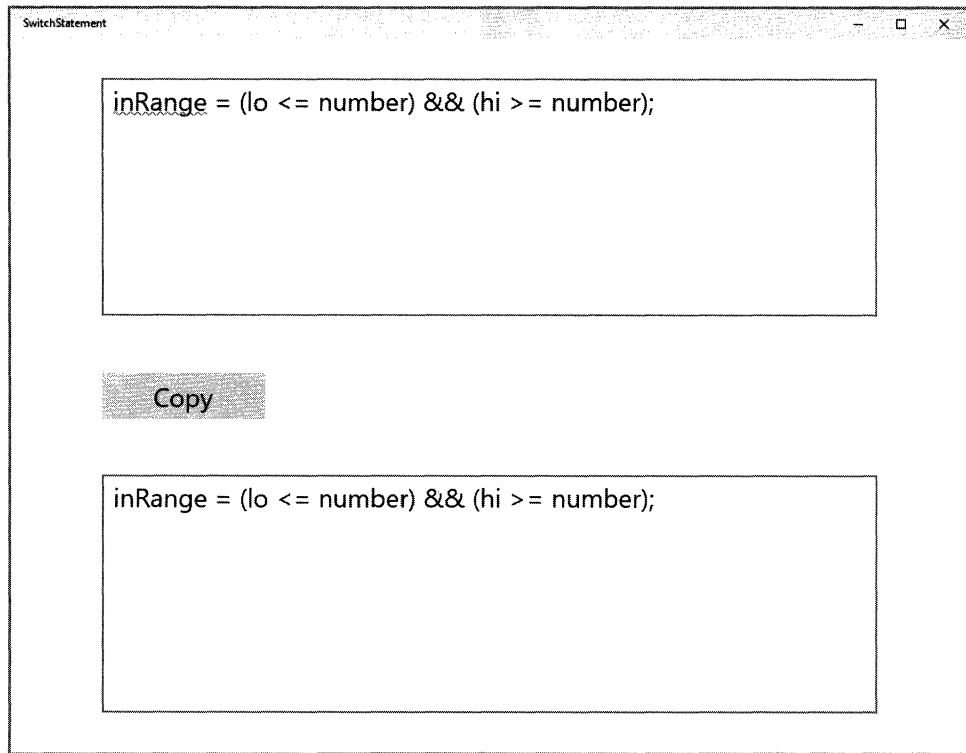 SwitchStatement
inRange = (lo <= number) && (hi >= number);
Copy
inRange = (lo <= number) && (hi >= number);